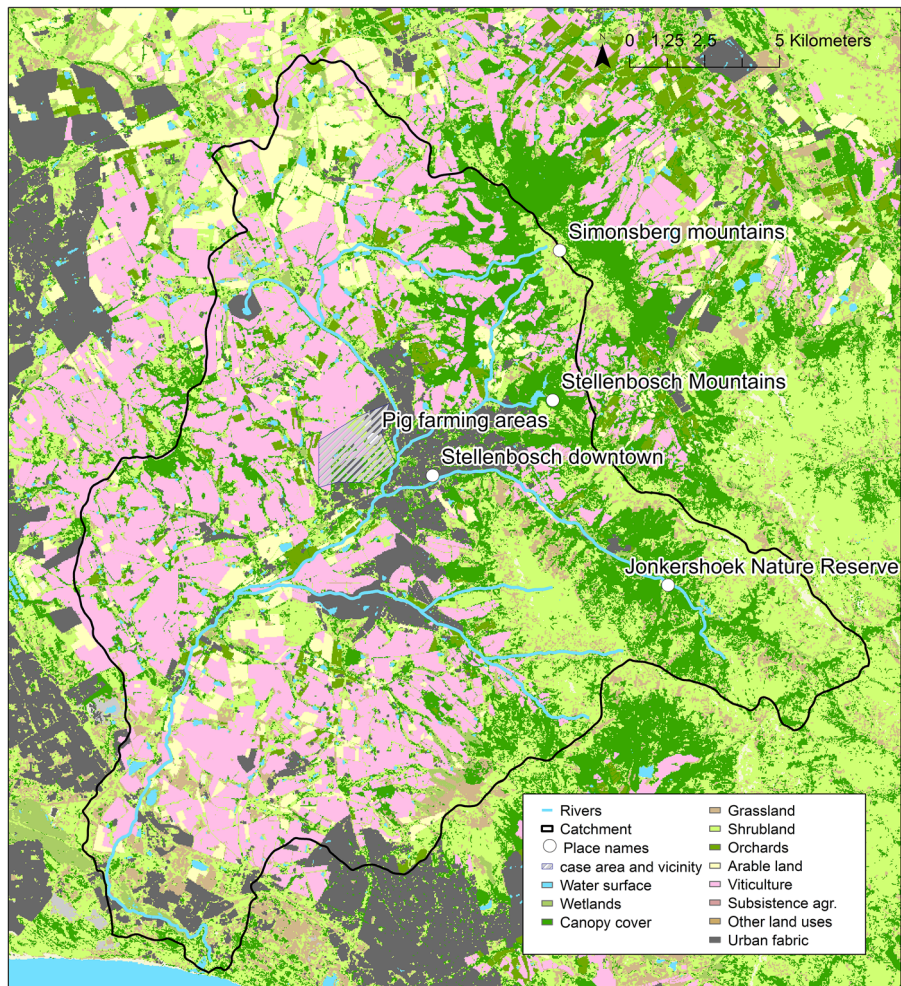 N
0 1,25 2,5 5 Kilometers
Simonsberg mountains
Stellenbosch Mountains
Pig farming areas
Stellenbosch downtown
Jonkershoek Nature Reserve
Rivers
Catchment
Place names
case area and vicinity
Water surface
Wetlands
Canopy cover
Grassland
Shrubland
Orchards
Arable land
Viticulture
Subsistence agr.
Other land uses
Urban fabric